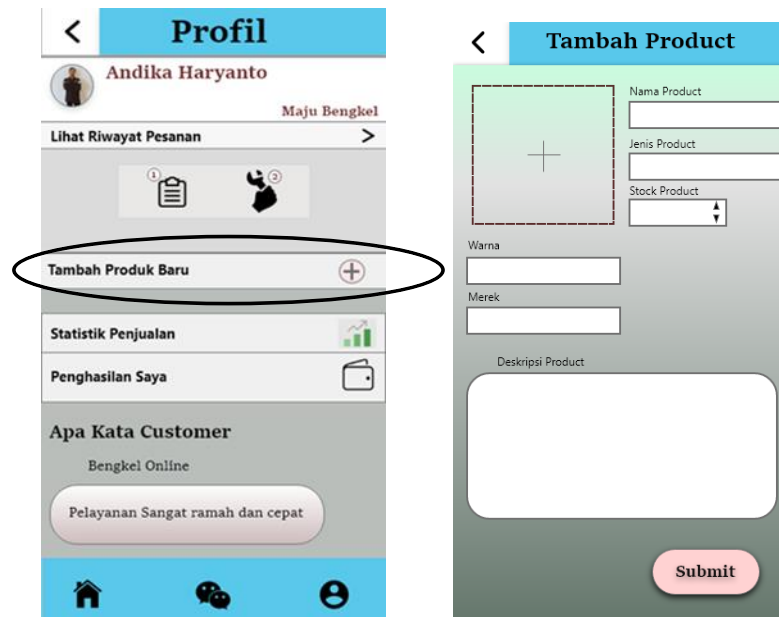 Profil
Andika Haryanto
Maju Bengkel
Lihat Riwayat Pesanan
1
2
Tambah Produk Baru
Statistik Penjualan
Penghasilan Saya
Apa Kata Customer
Bengkel Online
Pelayanan Sangat ramah dan cepat
Tambah Product
Nama Product
Jenis Product
Stock Product
Warna
Merek
Deskripsi Product
Submit